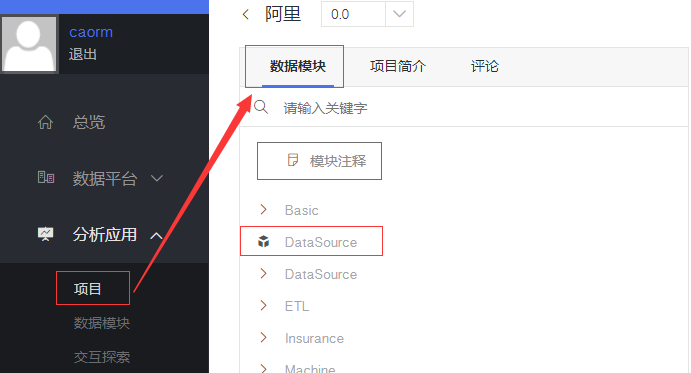 caorm
退出
总览
数据平台
分析应用
项目
数据模块
交互探索
阿里
0.0
数据模块 项目简介 评论
请输入关键字
模块注释
Basic
DataSource
DataSource
ETL
Insurance
Machine